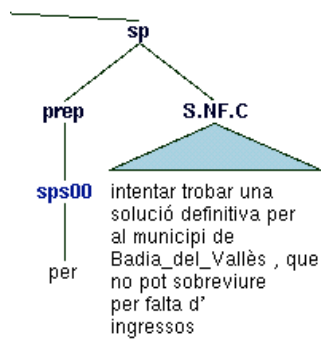 sp
prep S.NF.C
sps00
per
intentar trobar una
solució definitiva per
al municipi de
Badia_del_Vallès , que
no pot sobreviure
per falta d'
ingressos